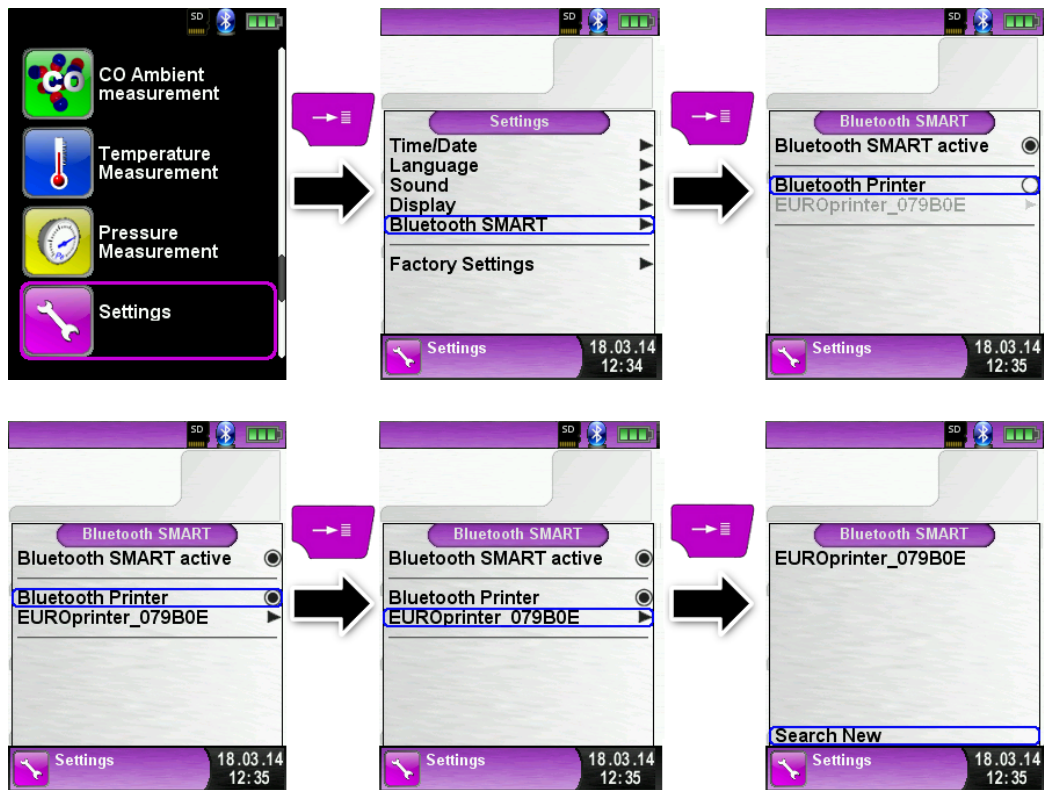 SD
CO
CO Ambient
measurement
Temperature
Measurement
Pressure
Measurement
Settings
SD
Settings
Time/Date
Language
Sound
Display
Bluetooth SMART
Factory Settings
Settings
18.03.14
12:34
SD
Bluetooth SMART
Bluetooth SMART active
Bluetooth Printer
EUROprinter_079B0E
Settings
18.03.14
12:35
SD
Bluetooth SMART
Bluetooth SMART active
Bluetooth Printer
EUROprinter_079B0E
Settings
18.03.14
12:35
SD
Bluetooth SMART
Bluetooth SMART active
Bluetooth Printer
EUROprinter_079B0E
Settings
18.03.14
12:35
SD
Bluetooth SMART
EUROprinter_079B0E
Search New
Settings
18.03.14
12:35